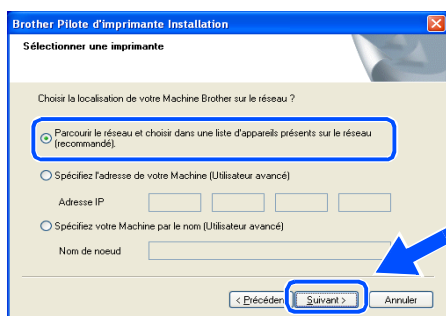 Brother Pilote d'imprimante Installation
Sélectionner une imprimante
Choisir la localisation de votre Machine Brother sur le réseau ?
Parcourir le réseau et choisir dans une liste d'appareils présents sur le réseau
(recommandé).
Spécifiez l'adresse de votre Machine (Utilisateur avancé)
Adresse IP
Spécifiez votre Machine par le nom (Utilisateur avancé)
Nom de noeud
< Précéden Suivant > Annuler